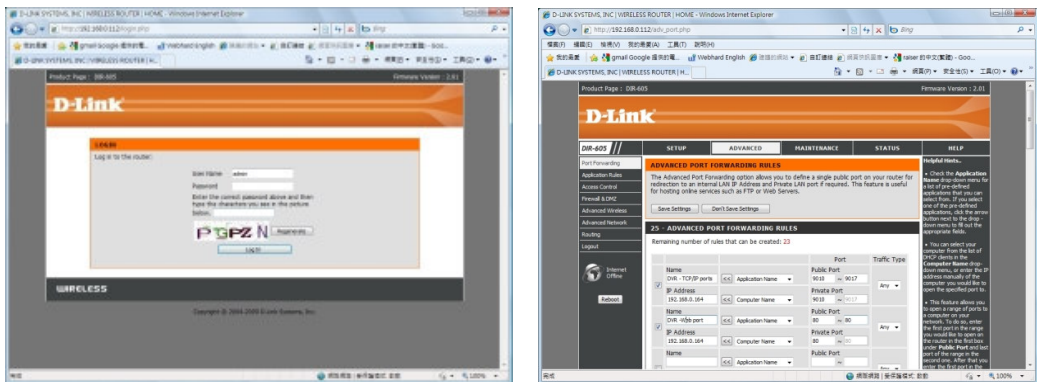 D-LINK SYSTEMS, INC | WIRELESS ROUTER | HOME - Windows Internet Explorer
Product Page : DIR-605
Firmware Version : 2.01
D-Link
LOGIN
Log in to the router:
User Name
admin
Password
Enter the correct password above and then
type the characters you see in the picture
below.
Regenerate
Log In
WIRELESS
100%
D-LINK SYSTEMS, INC | WIRELESS ROUTER | HOME - Windows Internet Explorer
http://192.168.0.112/adv_port.php
Bing
D-LINK SYSTEMS, INC | WIRELESS ROUTER | H...
Product Page : DIR-605
Firmware Version : 2.01
D-Link
DIR-605
SETUP
ADVANCED
MAINTENANCE
STATUS
HELP
Port Forwarding
Application Rules
Access Control
Firewall & DMZ
Advanced Wireless
Advanced Network
Routing
Logout
Internet
Offline
Reboot
ADVANCED PORT FORWARDING RULES
The Advanced Port Forwarding option allows you to define a single public port on your router for
redirection to an internal LAN IP Address and Private LAN port if required. This feature is useful
for hosting online services such as FTP or Web Servers.
Save Settings
Don't Save Settings
25 - ADVANCED PORT FORWARDING RULES
Remaining number of rules that can be created: 23
Port
Traffic Type
Name
Public Port
DVR - TCP/IP ports
<<
Application Name
9010 ~ 9017
Any
IP Address
Private Port
192.168.0.164
<<
Computer Name
9010 ~ 9017
Name
Public Port
DVR -Web port
<<
Application Name
80 ~ 80
Any
IP Address
Private Port
192.168.0.164
<<
Computer Name
80 ~ 80
Name
Public Port
<<
Application Name
Helpful Hints..
• Check the Application
Name drop-down menu for
a list of pre-defined
applications that you can
select from. If you select
one of the pre-defined
applications, click the arrow
button next to the drop-
down menu to fill out the
appropriate fields.
• You can select your
computer from the list of
DHCP clients in the
Computer Name drop-
down menu, or enter the IP
address manually of the
computer you would like to
open the specified port to.
• This feature allows you
to open a range of ports to
a computer on your
network. To do so, enter
the first port in the range
you would like to open on
the router in the first box
under Public Port and last
port of the range in the
second one. After that you
enter the first port in the
100%